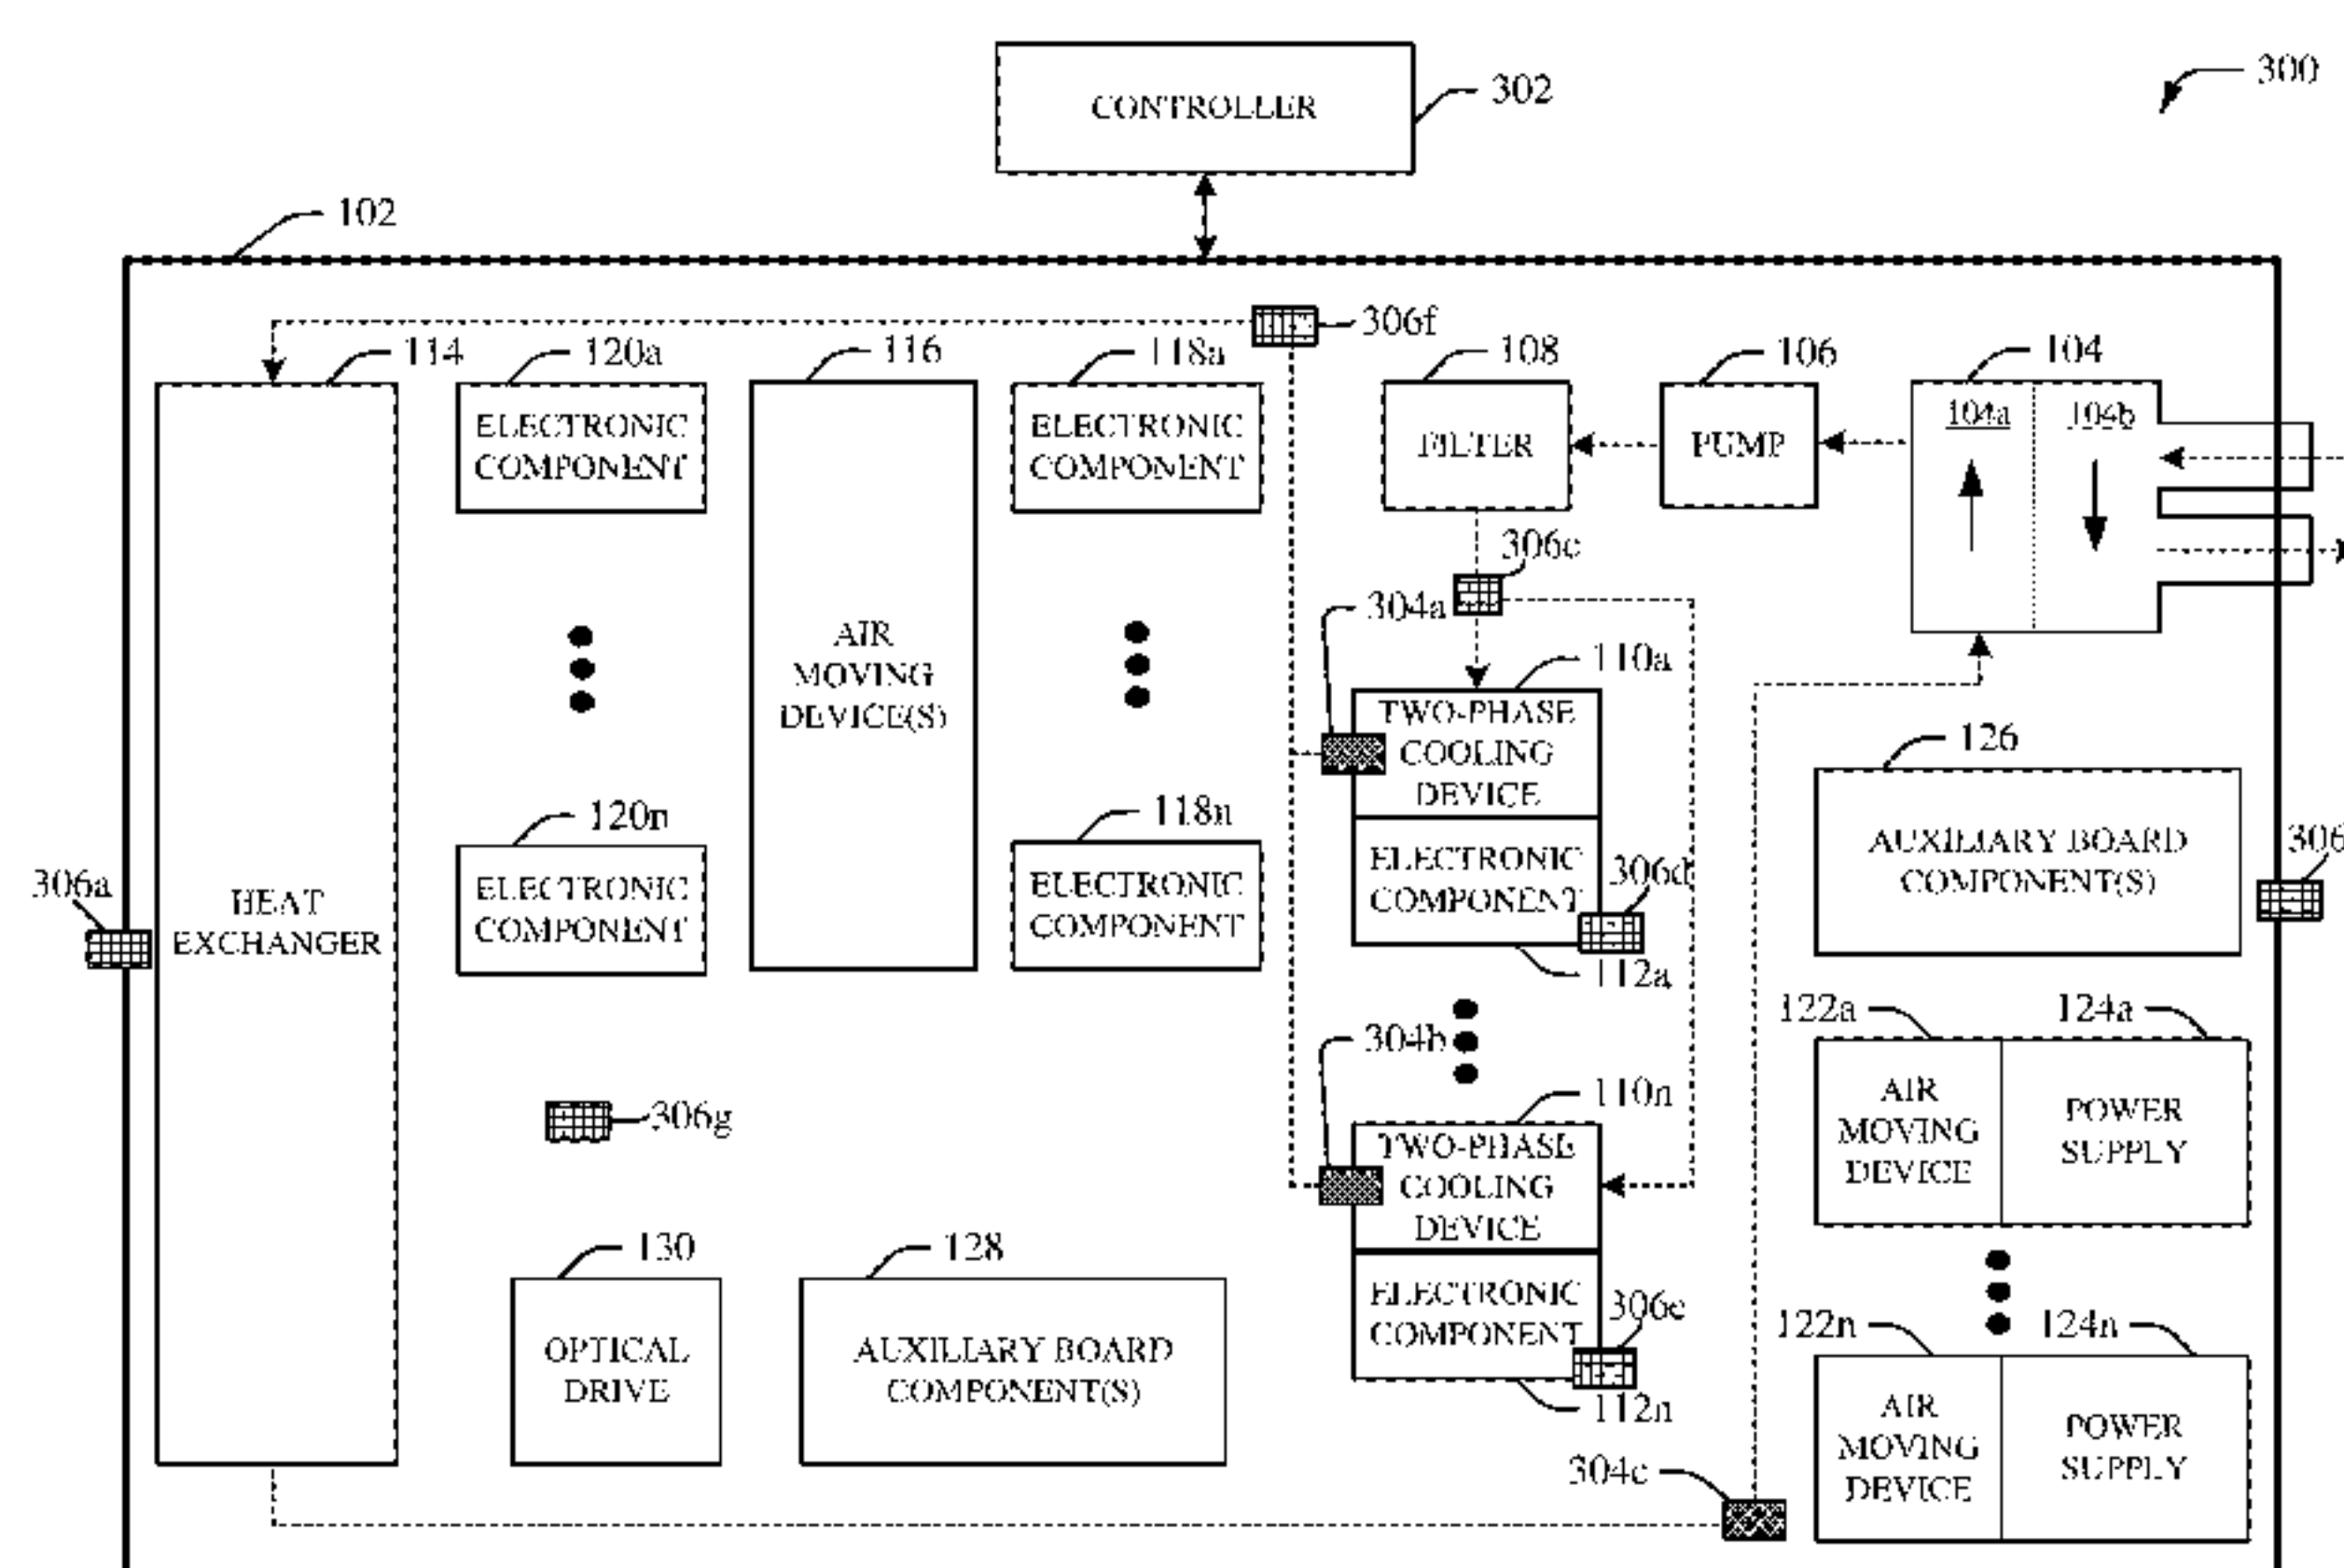 300
CONTROLLER
302
102
306f
114
120a
116
118a
108
106
104
ELECTRONIC
COMPONENT
ELECTRONIC
COMPONENT
FILTER
PUMP
104a
104b
306c
304a
AIR
MOVING
DEVICE(S)
110a
TWO-PHASE
COOLING
DEVICE
126
120n
118n
AUXILIARY BOARD
COMPONENT(S)
306a
HEAT
EXCHANGER
ELECTRONIC
COMPONENT
ELECTRONIC
COMPONENT
ELECTRONIC
COMPONENT
306d
306
112a
122a
124a
304b
110n
306g
TWO-PHASE
COOLING
DEVICE
AIR
MOVING
DEVICE
POWER
SUPPLY
130
128
OPTICAL
DRIVE
AUXILIARY BOARD
COMPONENT(S)
ELECTRONIC
COMPONENT
306e
112n
122n
124n
304c
AIR
MOVING
DEVICE
POWER
SUPPLY